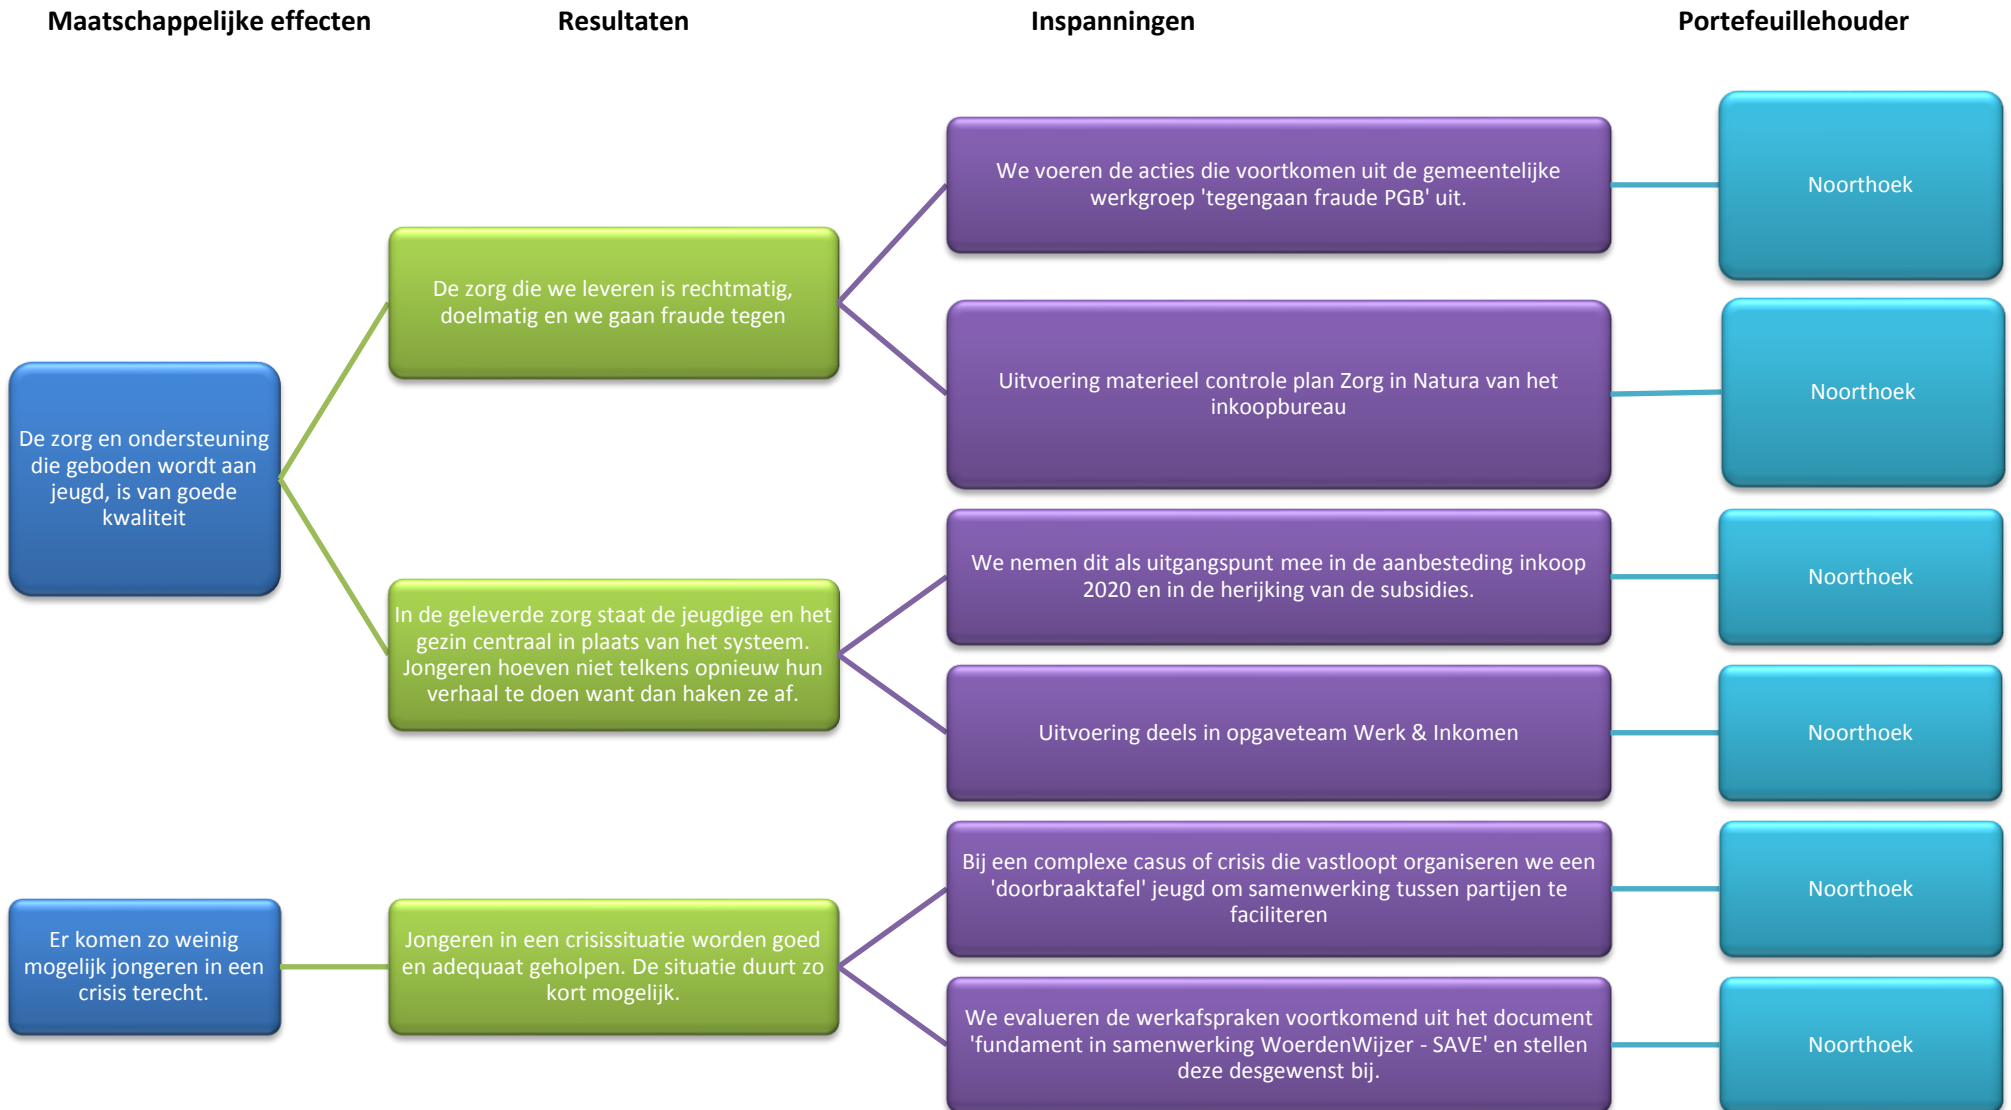 Maatschappelijke effecten
Resultaten
Inspanningen
Portefeuillehouder
De zorg en ondersteuning
die geboden wordt aan
jeugd, is van goede
kwaliteit
De zorg die we leveren is rechtmatig,
doelmatig en we gaan fraude tegen
We voeren de acties die voortkomen uit de gemeentelijke
werkgroep 'tegengaan fraude PGB' uit.
Noorthoek
Uitvoering materieel controle plan Zorg in Natura van het
inkoopbureau
Noorthoek
In de geleverde zorg staat de jeugdige en het
gezin centraal in plaats van het systeem.
Jongeren hoeven niet telkens opnieuw hun
verhaal te doen want dan haken ze af.
We nemen dit als uitgangspunt mee in de aanbesteding inkoop
2020 en in de herijking van de subsidies.
Noorthoek
Uitvoering deels in opgaveteam Werk & Inkomen
Noorthoek
Er komen zo weinig
mogelijk jongeren in een
crisis terecht.
Jongeren in een crisissituatie worden goed
en adequaat geholpen. De situatie duurt zo
kort mogelijk.
Bij een complexe casus of crisis die vastloopt organiseren we een
'doorbraaktafel' jeugd om samenwerking tussen partijen te
faciliteren
Noorthoek
We evalueren de werkafspraken voortkomend uit het document
'fundament in samenwerking WoerdenWijzer - SAVE' en stellen
deze desgewenst bij.
Noorthoek